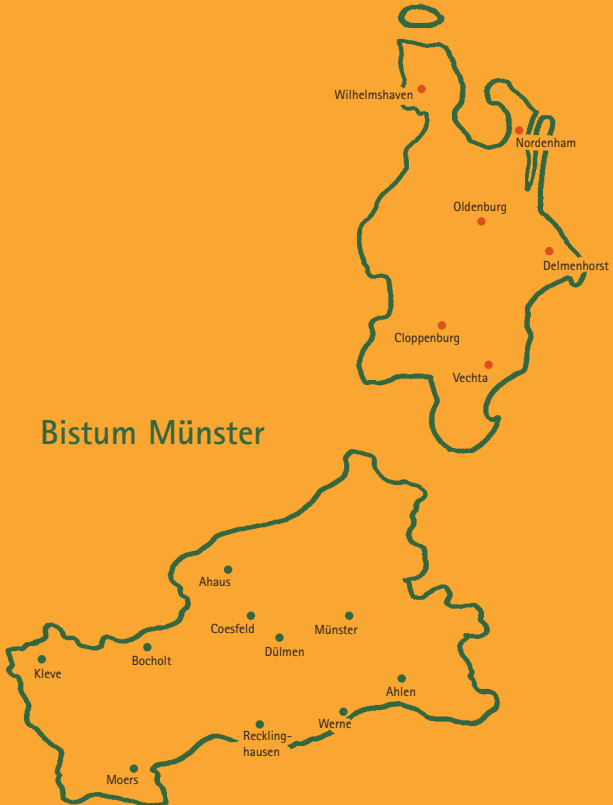 Wilhelmshaven
Nordenham
Oldenburg
Delmenhorst
Cloppenburg
Vechta
Bistum Münster
Ahaus
Coesfeld
Münster
Dülmen
Bocholt
Kleve
Ahlen
Werne
Reckling-
hausen
Moers